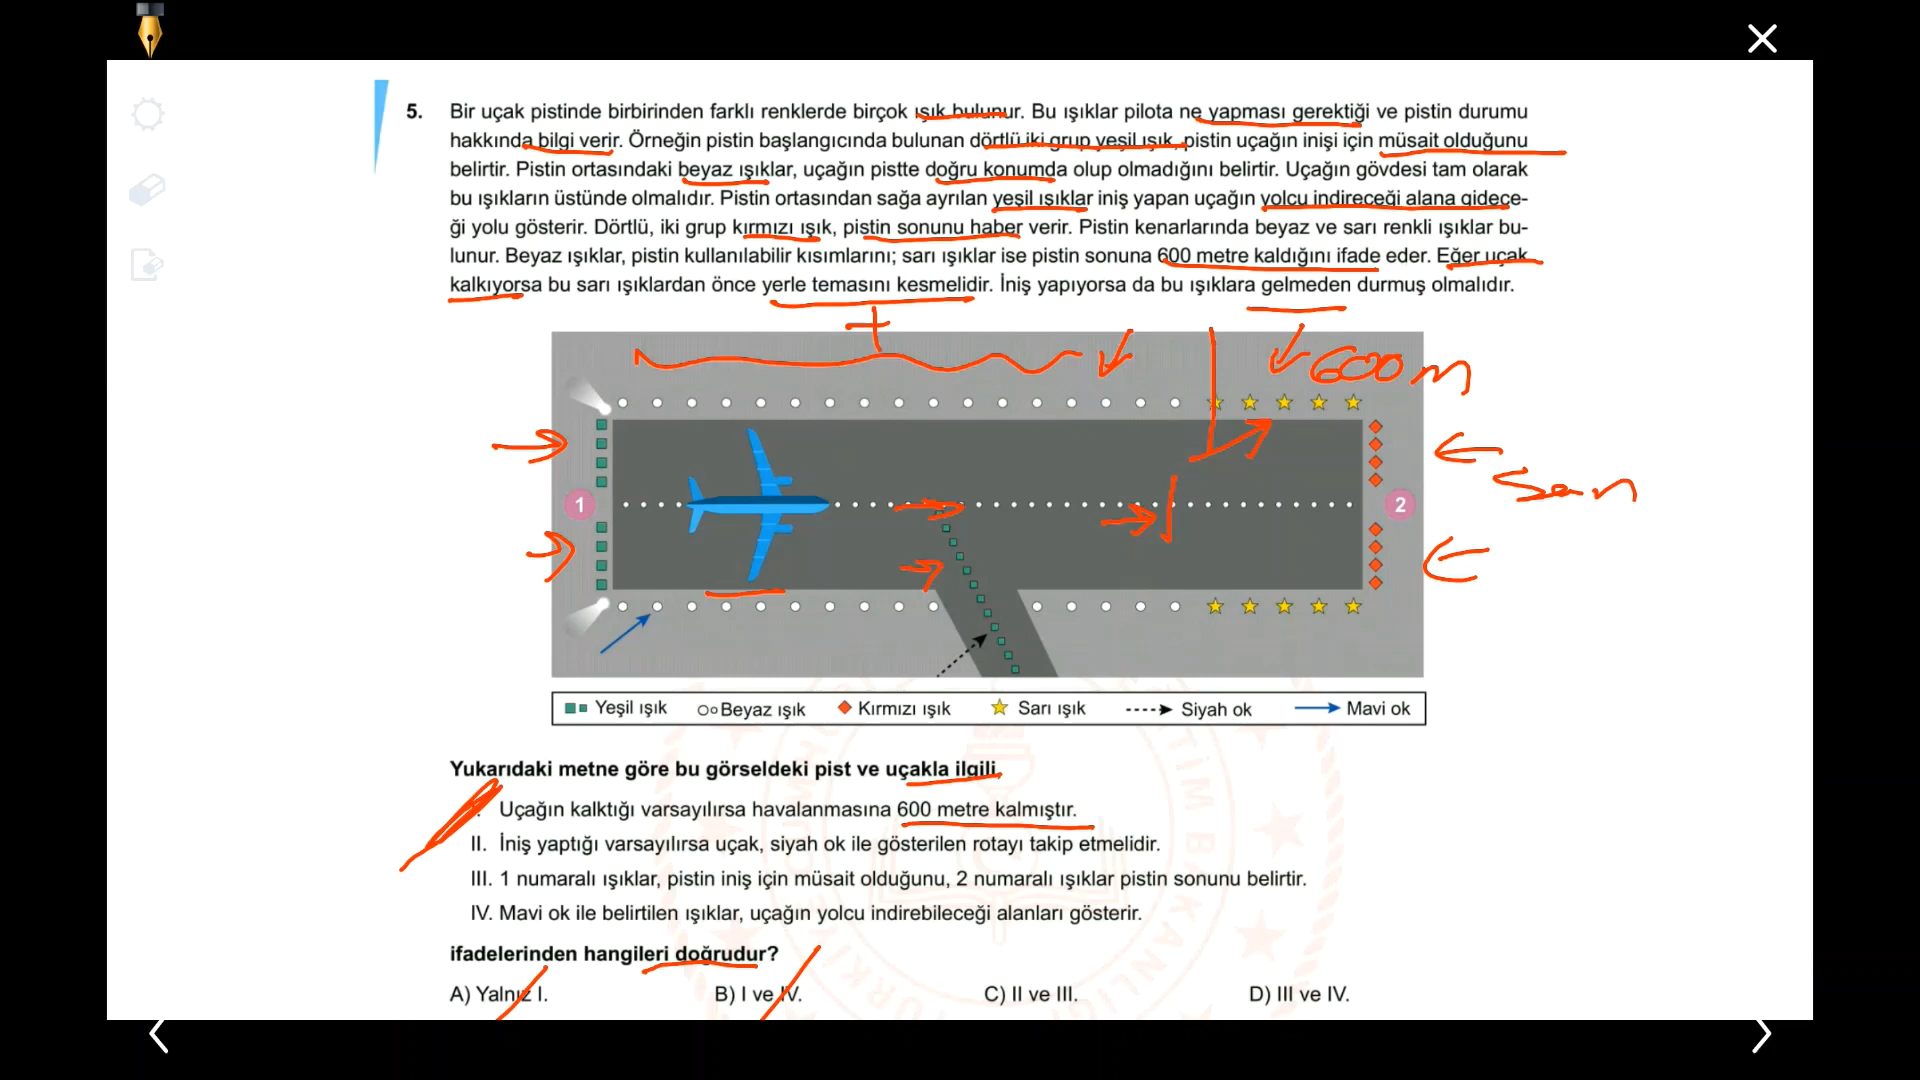 5. Bir uçak pistinde birbirinden farklı renklerde birçok ışık bulunur. Bu ışıklar pilota ne yapması gerektiği ve pistin durumu
hakkında bilgi verir. Örneğin pistin başlangıcında bulunan dörtlü iki grup yeşil ışık, pistin uçağın inişi için müsait olduğunu
belirtir. Pistin ortasındaki beyaz ışıklar, uçağın pistte doğru konumda olup olmadığını belirtir. Uçağın gövdesi tam olarak
bu ışıkların üstünde olmalıdır. Pistin ortasından sağa ayrılan yeşil ışıklar iniş yapan uçağın yolcu indireceği alana gidece-
ği yolu gösterir. Dörtlü, iki grup kırmızı ışık, pistin sonunu haber verir. Pistin kenarlarında beyaz ve sarı renkli ışıklar bu-
lunur. Beyaz ışıklar, pistin kullanılabilir kısımlarını; sarı ışıklar ise pistin sonuna 600 metre kaldığını ifade eder. Eğer uçak
kalkıyorsa bu sarı ışıklardan önce yerle temasını kesmelidir. İniş yapıyorsa da bu ışıklara gelmeden durmuş olmalıdır.
600 m
son
1
2
Yeşil ışık Beyaz ışık Kırmızı ışık Sarı ışık Siyah ok Mavi ok
Yukarıdaki metne göre bu görseldeki pist ve uçakla ilgili,
Uçağın kalktığı varsayılırsa havalanmasına 600 metre kalmıştır.
II. İniş yaptığı varsayılırsa uçak, siyah ok ile gösterilen rotayı takip etmelidir.
III. 1 numaralı ışıklar, pistin iniş için müsait olduğunu, 2 numaralı ışıklar pistin sonunu belirtir.
IV. Mavi ok ile belirtilen ışıklar, uçağın yolcu indirebileceği alanları gösterir.
ifadelerinden hangileri doğrudur?
A) Yalnız I. B) I ve IV. C) II ve III. D) III ve IV.